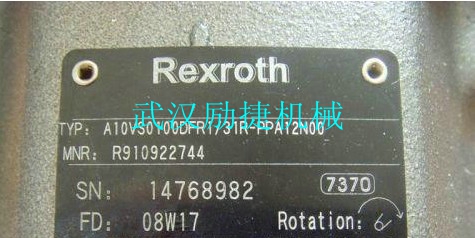 Rexroth
武汉励捷机械
TYP: A10VSO100DFR1/31R-PPA12N00
MNR: R910922744
SN: 14768982 7370
FD: 08W17 Rotation: